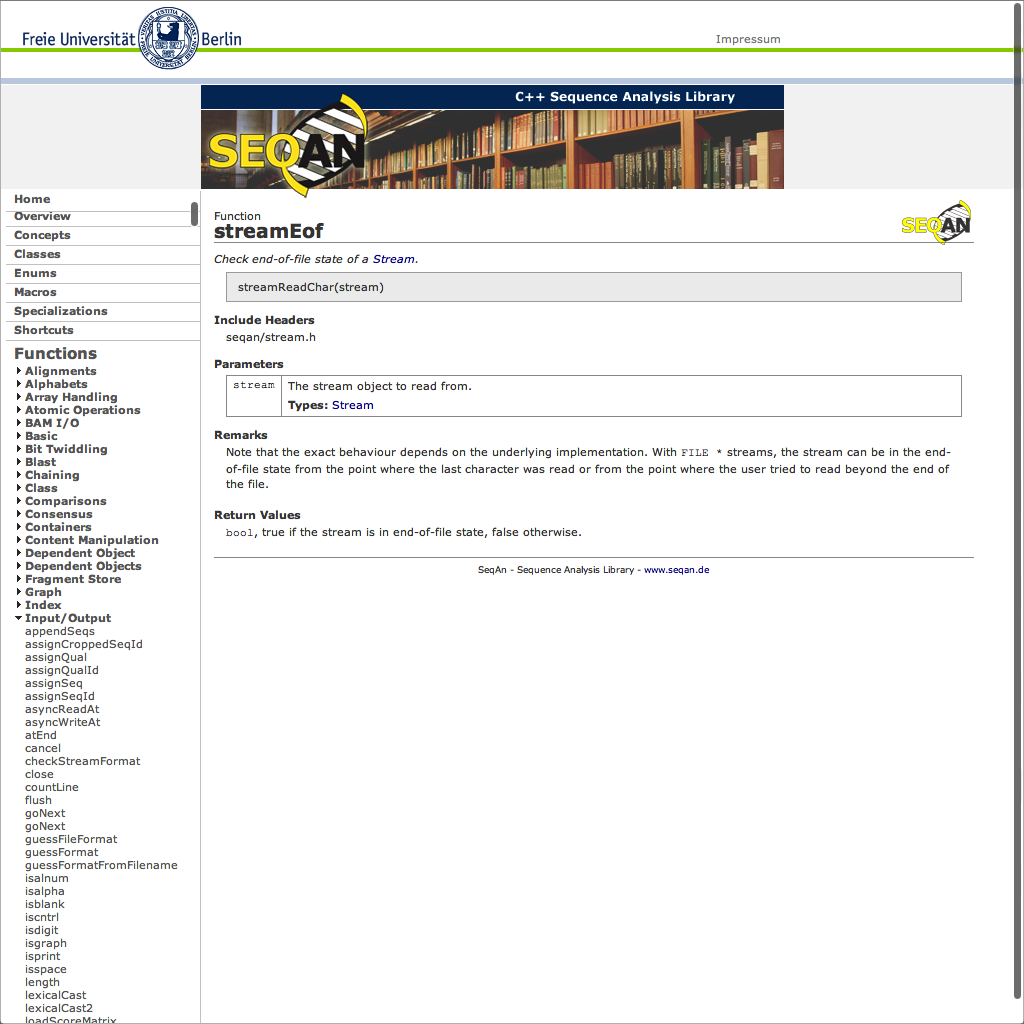 Freie Universität Berlin
Impressum
C++ Sequence Analysis Library
SEQAN
Home
Overview
Concepts
Classes
Enums
Macros
Specializations
Shortcuts
Functions
Alignments
Alphabets
Array Handling
Atomic Operations
BAM I/O
Basic
Bit Twiddling
Blast
Chaining
Class
Comparisons
Consensus
Containers
Content Manipulation
Dependent Object
Dependent Objects
Fragment Store
Graph
Index
Input/Output
appendSeqs
assignCroppedSeqId
assignQual
assignQualId
assignSeq
assignSeqId
asyncReadAt
asyncWriteAt
atEnd
cancel
checkStreamFormat
close
countLine
flush
goNext
goNext
guessFileFormat
guessFormat
guessFormatFromFilename
isalnum
isalpha
isblank
iscntrl
isdigit
isgraph
isprint
isspace
length
lexicalCast
lexicalCast2
loadScoreMatrix
Function
streamEof
SEQAN
Check end-of-file state of a Stream.
streamReadChar(stream)
Include Headers
seqan/stream.h
Parameters
stream The stream object to read from.
Types: Stream
Remarks
Note that the exact behaviour depends on the underlying implementation. With FILE * streams, the stream can be in the end-
of-file state from the point where the last character was read or from the point where the user tried to read beyond the end of
the file.
Return Values
bool, true if the stream is in end-of-file state, false otherwise.
SeqAn - Sequence Analysis Library - www.seqan.de